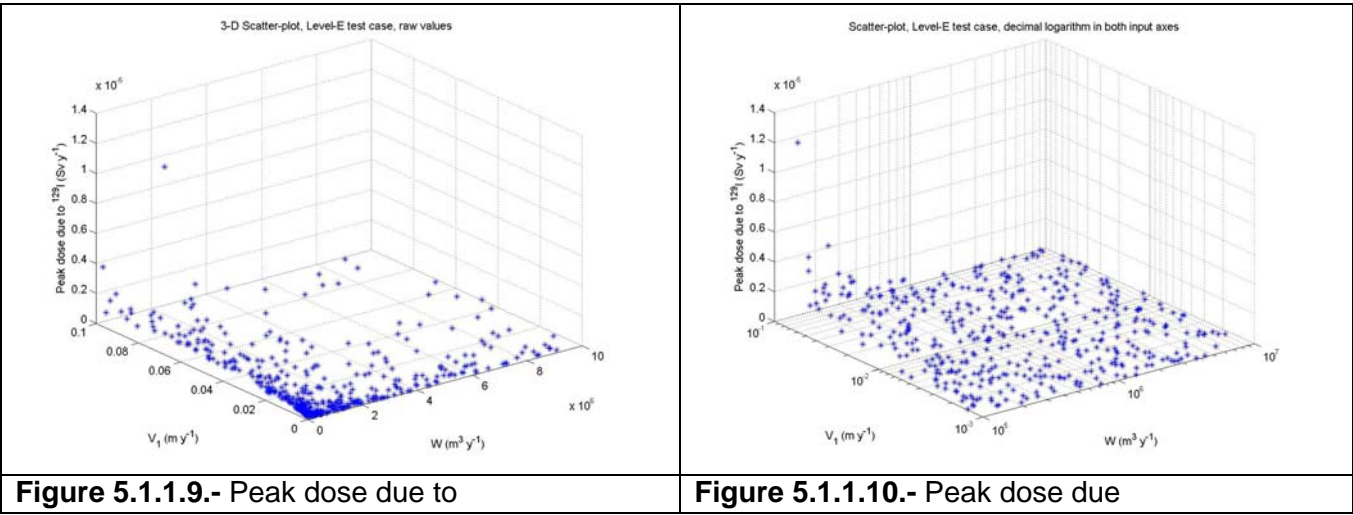 3-D Scatter-plot, Level-E test case, raw values
x 10⁻⁵
1.4
1.2
1
0.8
0.6
0.4
0.2
0
Peak dose due to ¹²⁹I (Sv y⁻¹)
0.1
0.08
0.06
0.04
0.02
0
V₁ (m y⁻¹)
0
2
4
6
8
10
x 10⁶
W (m³ y⁻¹)
Figure 5.1.1.9.- Peak dose due to
Scatter-plot, Level-E test case, decimal logarithm in both input axes
x 10⁻⁵
1.4
1.2
1
0.8
0.6
0.4
0.2
0
Peak dose due to ¹²⁹I (Sv y⁻¹)
10⁻¹
10⁻²
10⁻³
V₁ (m y⁻¹)
10⁵
10⁶
10⁷
W (m³ y⁻¹)
Figure 5.1.1.10.- Peak dose due